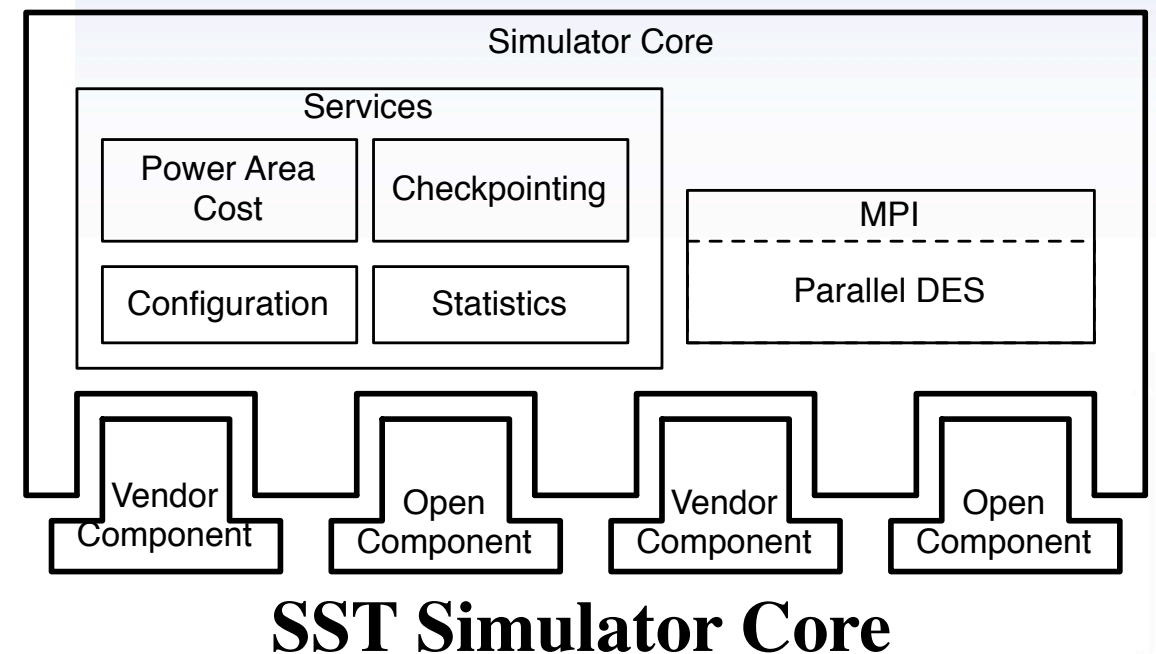 Simulator Core
Services
Power Area
Cost
Checkpointing
Configuration
Statistics
MPI
Parallel DES
Vendor
Component
Open
Component
Vendor
Component
Open
Component
SST Simulator Core